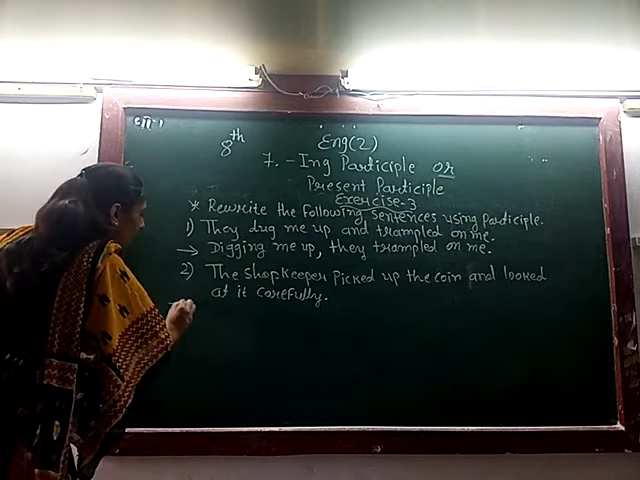 8th
Eng(2)
7. -Ing Participle or
Present Participle
Exercise-3
* Rewrite the following sentences using Participle.
1) They dug me up and trampled on me.
→ Digging me up, they trampled on me.
2) The shopkeeper Picked up the coin and looked
at it carefully.